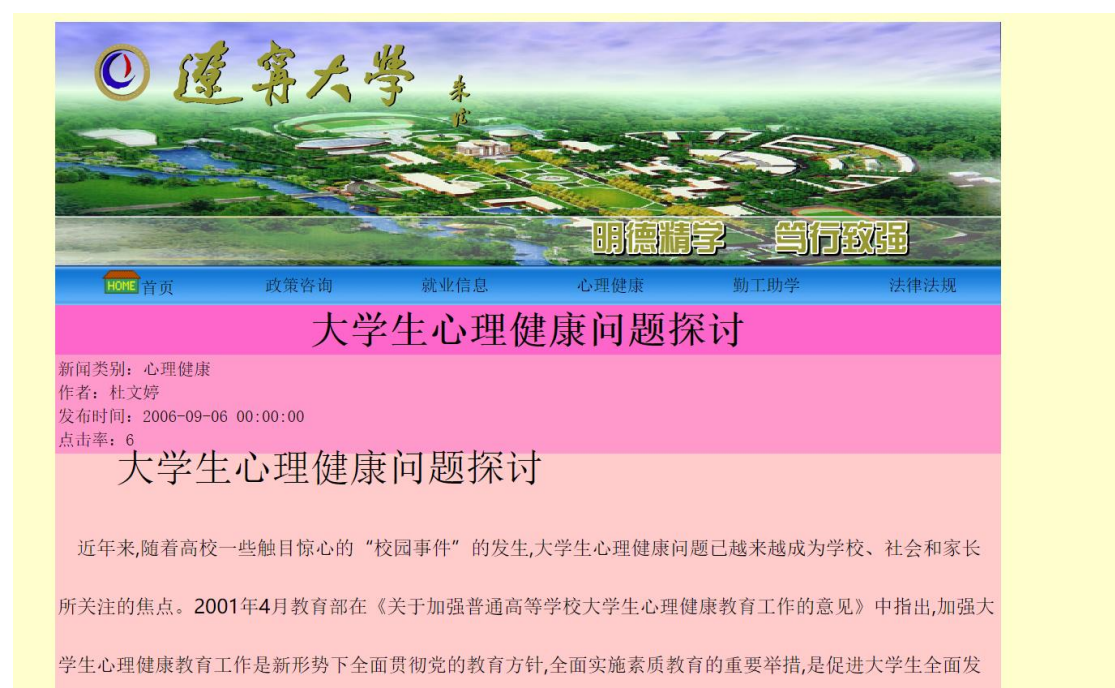 遼寧大學
朱德
明德精学 笃行致强
HOME 首页 政策咨询 就业信息 心理健康 勤工助学 法律法规
大学生心理健康问题探讨
新闻类别：心理健康
作者：杜文婷
发布时间：2006-09-06 00:00:00
点击率：6
大学生心理健康问题探讨
近年来,随着高校一些触目惊心的“校园事件”的发生,大学生心理健康问题已越来越成为学校、社会和家长
所关注的焦点。2001年4月教育部在《关于加强普通高等学校大学生心理健康教育工作的意见》中指出,加强大
学生心理健康教育工作是新形势下全面贯彻党的教育方针,全面实施素质教育的重要举措,是促进大学生全面发